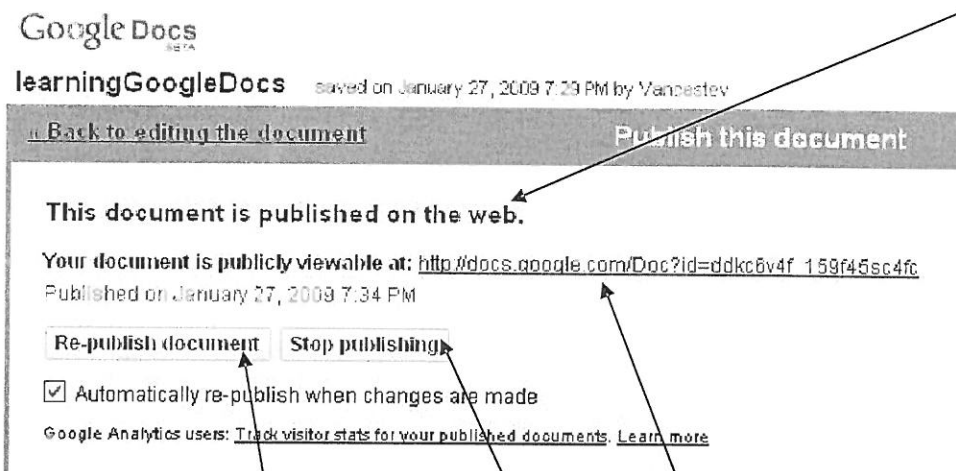 Google Docs
BETA
learningGoogleDocs saved on January 27, 2009 7:29 PM by Vancestev
« Back to editing the document Publish this document
This document is published on the web.
Your document is publicly viewable at: http://docs.google.com/Doc?id=ddkc6v4f_159f45sc4fc
Published on January 27, 2009 7:34 PM
Re-publish document Stop publishing
Automatically re-publish when changes are made
Google Analytics users: Track visitor stats for your published documents. Learn more